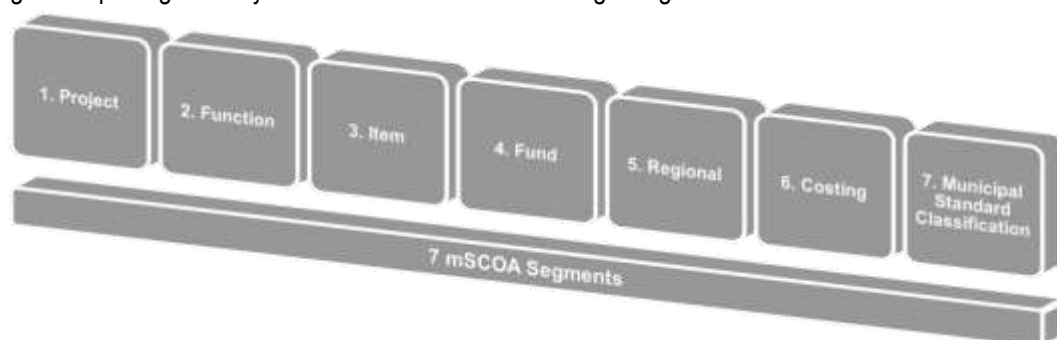 1. Project
2. Function
3. Item
4. Fund
5. Regional
6. Costing
7. Municipal
Standard
Classification
7 mSCOA Segments